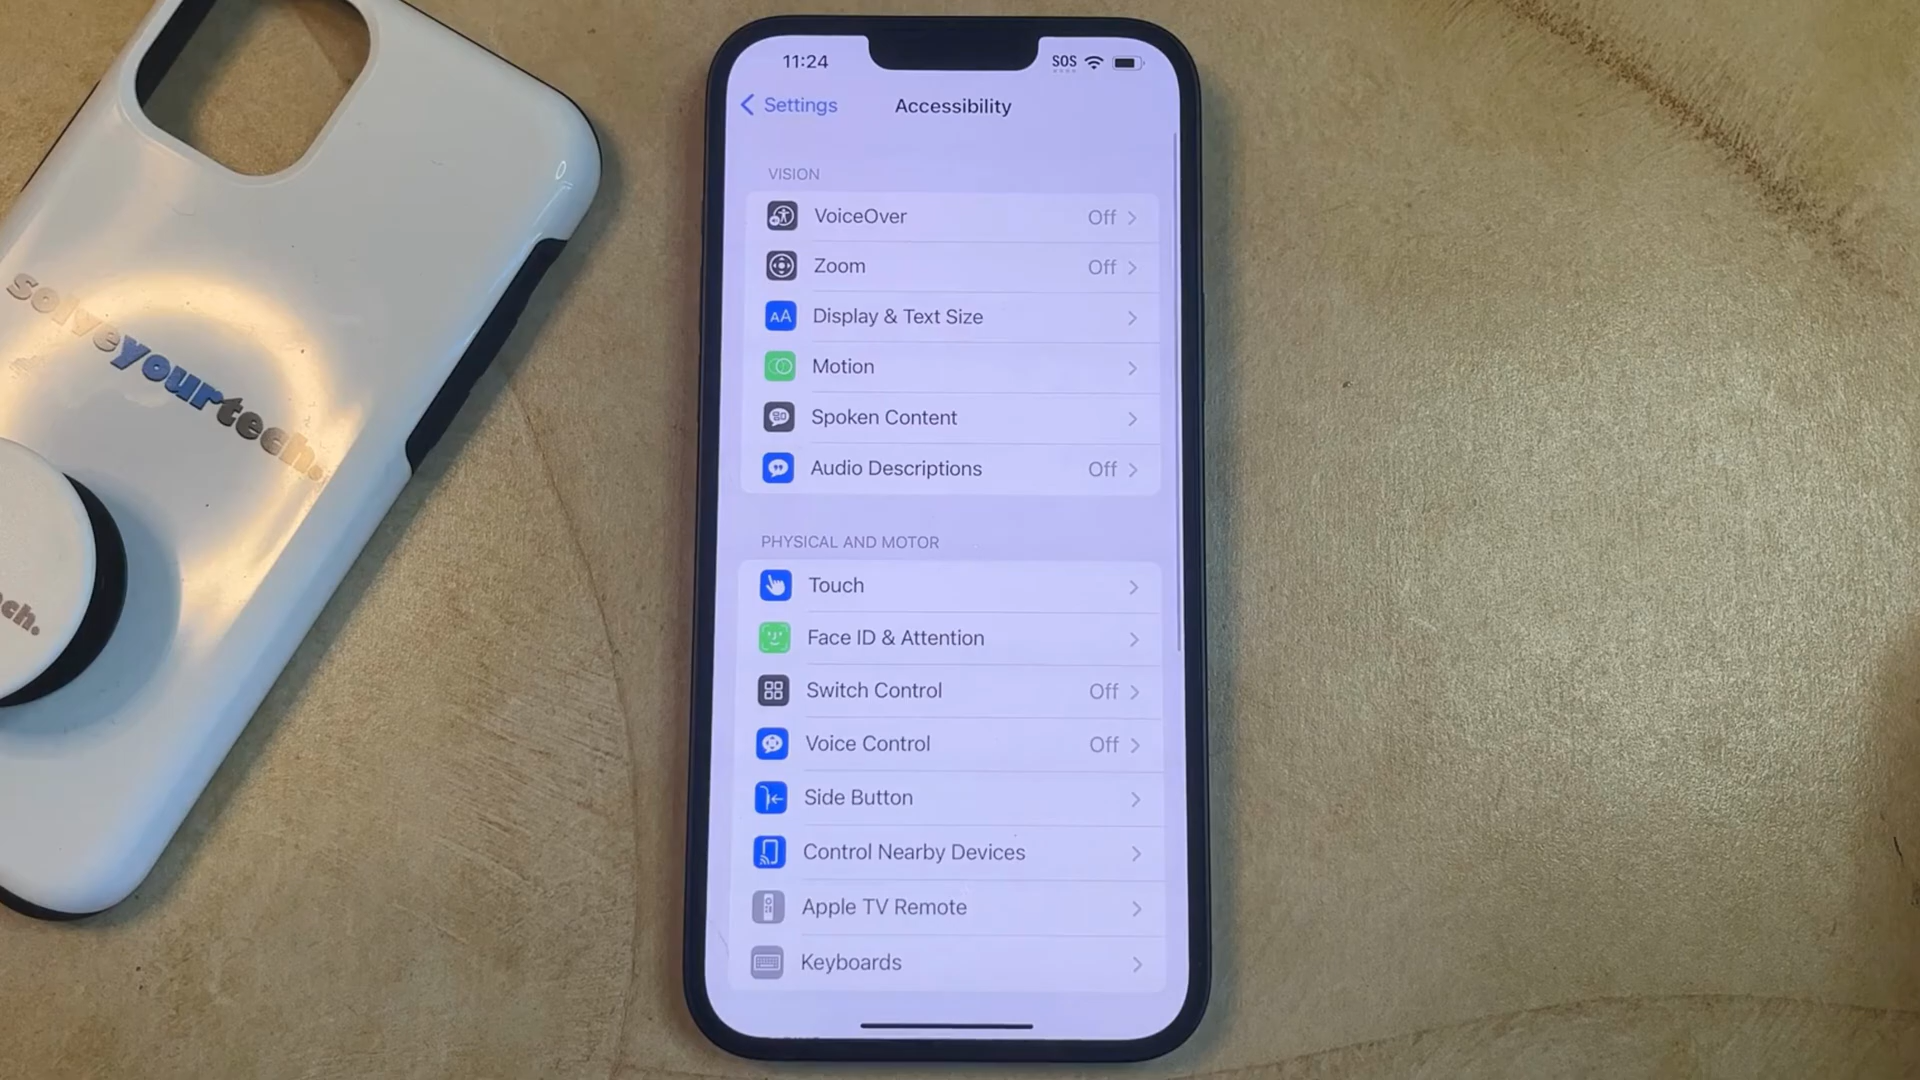 11:24
SOS
Settings
Accessibility
VISION
VoiceOver
Off
Zoom
Off
Display & Text Size
Motion
Spoken Content
Audio Descriptions
Off
PHYSICAL AND MOTOR
Touch
Face ID & Attention
Switch Control
Off
Voice Control
Off
Side Button
Control Nearby Devices
Apple TV Remote
Keyboards
solveyourtech.
ech.